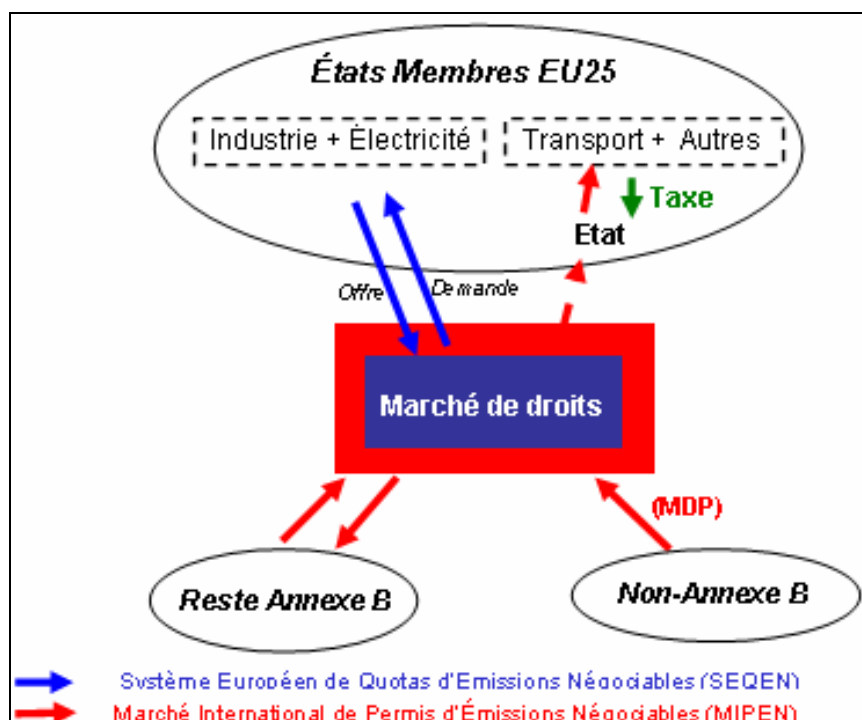 États Membres EU25
Industrie + Électricité
Transport + Autres
Taxe
Etat
Offre
Demande
Marché de droits
(MDP)
Reste Annexe B
Non-Annexe B
Système Européen de Quotas d'Emissions Négociables (SEQEN)
Marché International de Permis d'Émissions Négociables (MIPEN)